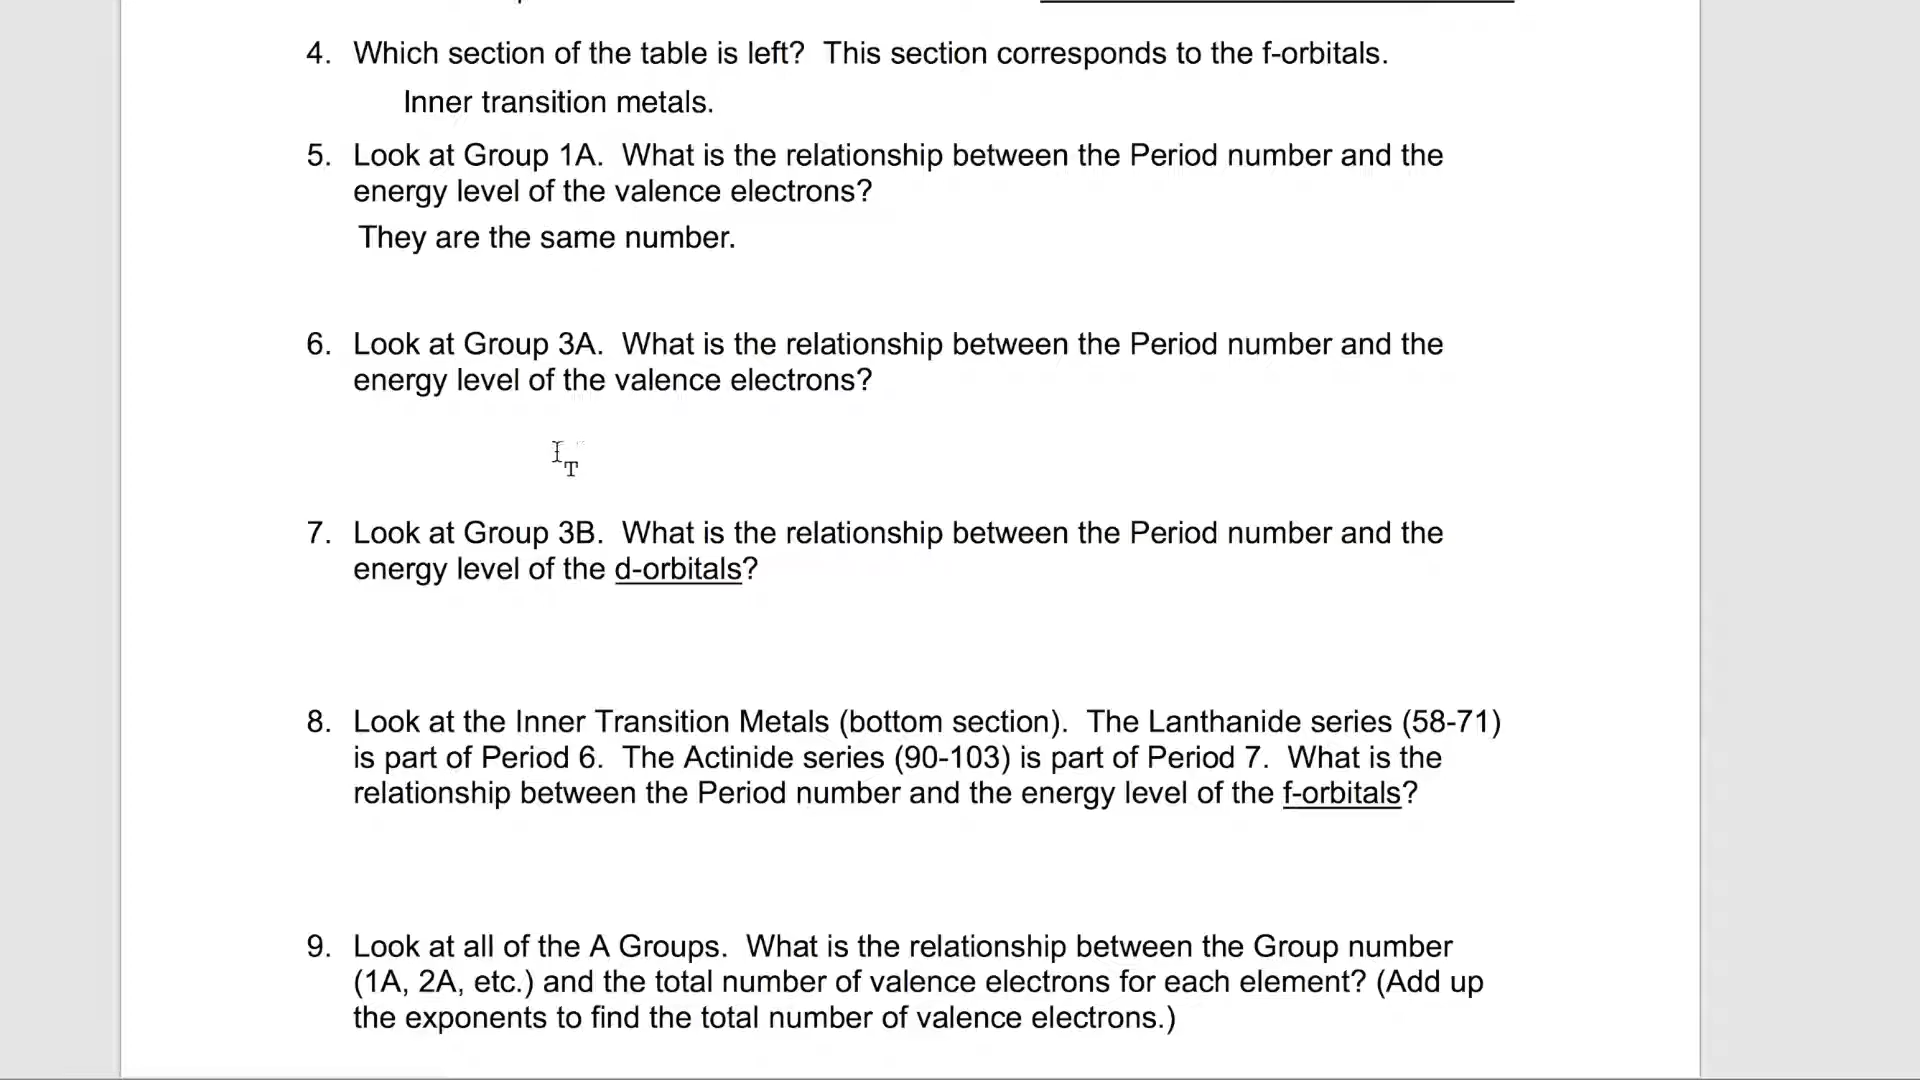 4. Which section of the table is left? This section corresponds to the f-orbitals.
Inner transition metals.
5. Look at Group 1A. What is the relationship between the Period number and the
energy level of the valence electrons?
They are the same number.
6. Look at Group 3A. What is the relationship between the Period number and the
energy level of the valence electrons?
7. Look at Group 3B. What is the relationship between the Period number and the
energy level of the d-orbitals?
8. Look at the Inner Transition Metals (bottom section). The Lanthanide series (58-71)
is part of Period 6. The Actinide series (90-103) is part of Period 7. What is the
relationship between the Period number and the energy level of the f-orbitals?
9. Look at all of the A Groups. What is the relationship between the Group number
(1A, 2A, etc.) and the total number of valence electrons for each element? (Add up
the exponents to find the total number of valence electrons.)